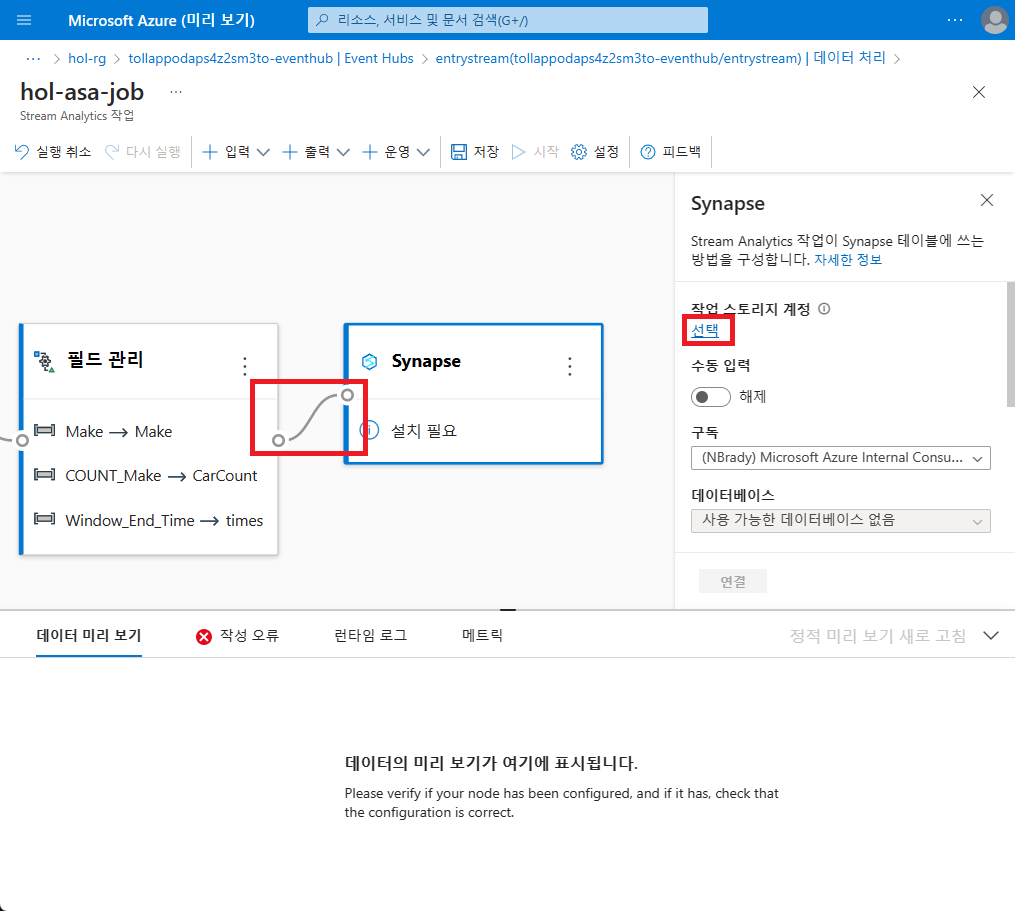 Microsoft Azure (미리 보기)
리소스, 서비스 및 문서 검색(G+/)
hol-rg > tollappodaps4z2sm3to-eventhub | Event Hubs > entrystream(tollappodaps4z2sm3to-eventhub/entrystream) | 데이터 처리 >
hol-asa-job
Stream Analytics 작업
실행 취소 다시 실행 입력 출력 운영 저장 시작 설정 피드백
Synapse
Stream Analytics 작업이 Synapse 테이블에 쓰는
방법을 구성합니다. 자세한 정보
작업 스토리지 계정
선택
수동 입력
해제
구독
(NBrady) Microsoft Azure Internal Consu...
데이터베이스
사용 가능한 데이터베이스 없음
연결
필드 관리
Make → Make
COUNT_Make → CarCount
Window_End_Time → times
Synapse
설치 필요
데이터 미리 보기 작성 오류 런타임 로그 메트릭 정적 미리 보기 새로 고침
데이터의 미리 보기가 여기에 표시됩니다.
Please verify if your node has been configured, and if it has, check that
the configuration is correct.